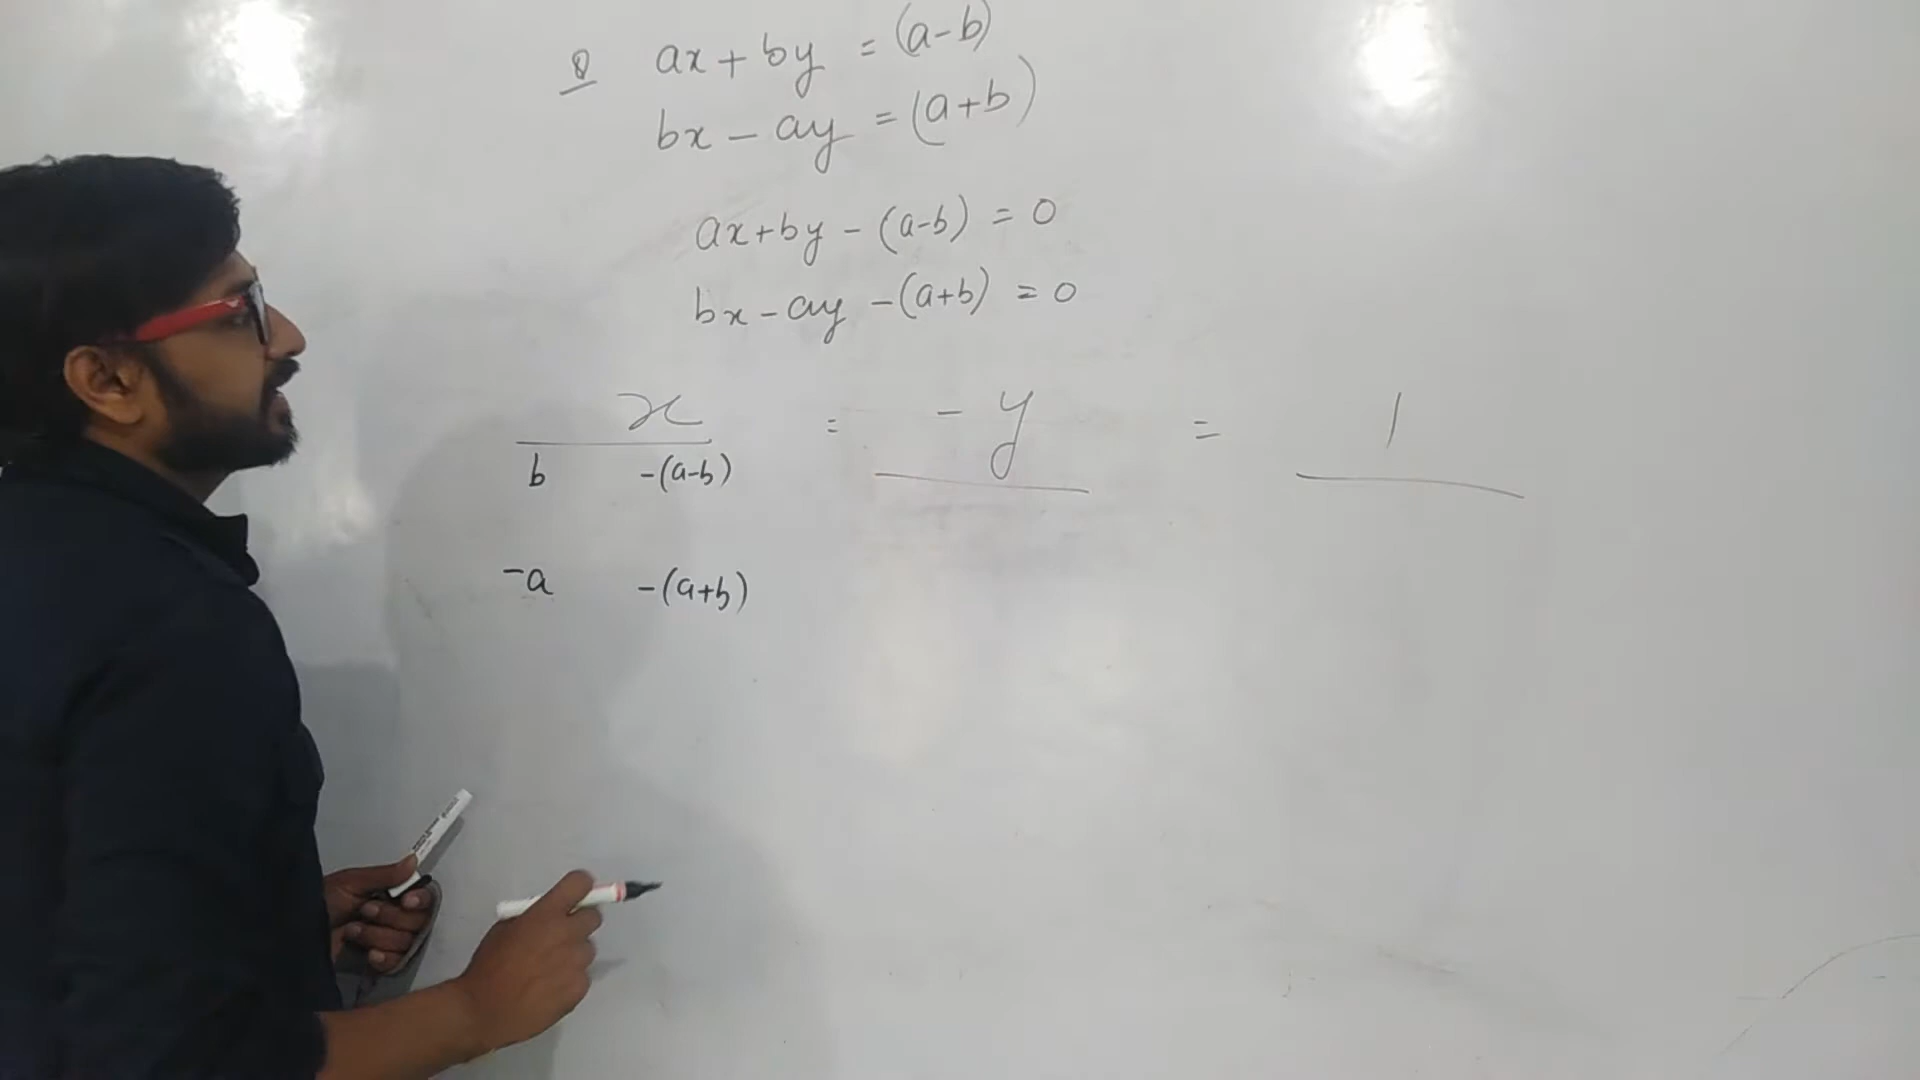 Q ax + by = (a-b)
bx - ay = (a+b)
ax+by - (a-b) = 0
bx - ay - (a+b) = 0
x = - y = 1
b -(a-b)
-a -(a+b)